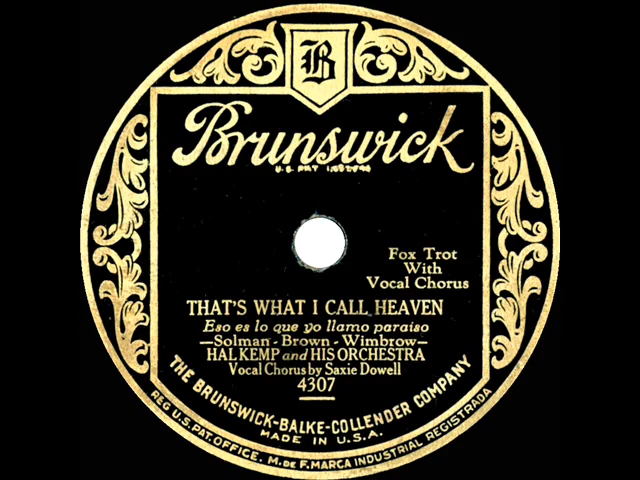 B
Brunswick
U.S. PAT
Fox Trot
With
Vocal Chorus
THAT'S WHAT I CALL HEAVEN
Eso es lo que yo llamo paraiso
—Solman - Brown - Wimbrow—
HAL KEMP and HIS ORCHESTRA
Vocal Chorus by Saxie Dowell
4307
THE BRUNSWICK-BALKE-COLLENDER COMPANY
MADE IN U.S.A.
REG U.S. PAT. OFFICE. M. DE F. MARCA INDUSTRIAL REGISTRADA